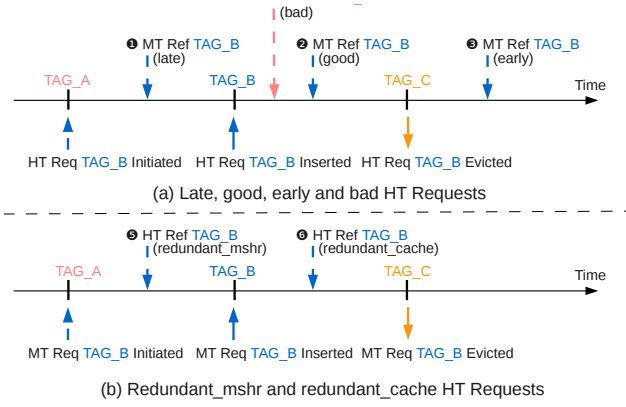 (bad)
❶ MT Ref TAG_B
(late)
❷ MT Ref TAG_B
(good)
❸ MT Ref TAG_B
(early)
TAG_A
TAG_B
TAG_C
Time
HT Req TAG_B Initiated
HT Req TAG_B Inserted
HT Req TAG_B Evicted
(a) Late, good, early and bad HT Requests
❺ HT Ref TAG_B
(redundant_mshr)
❻ HT Ref TAG_B
(redundant_cache)
TAG_A
TAG_B
TAG_C
Time
MT Req TAG_B Initiated
MT Req TAG_B Inserted
MT Req TAG_B Evicted
(b) Redundant_mshr and redundant_cache HT Requests